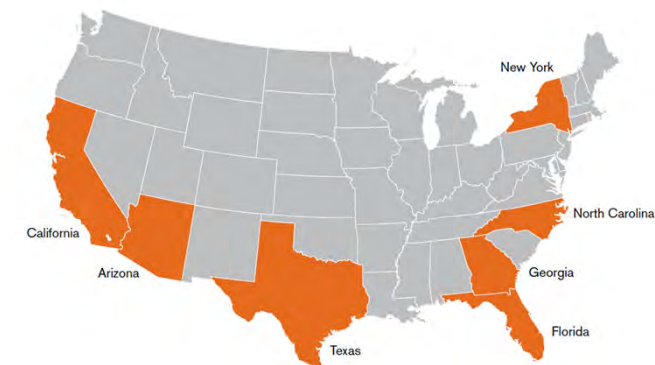 New York
North Carolina
California
Arizona
Georgia
Florida
Texas